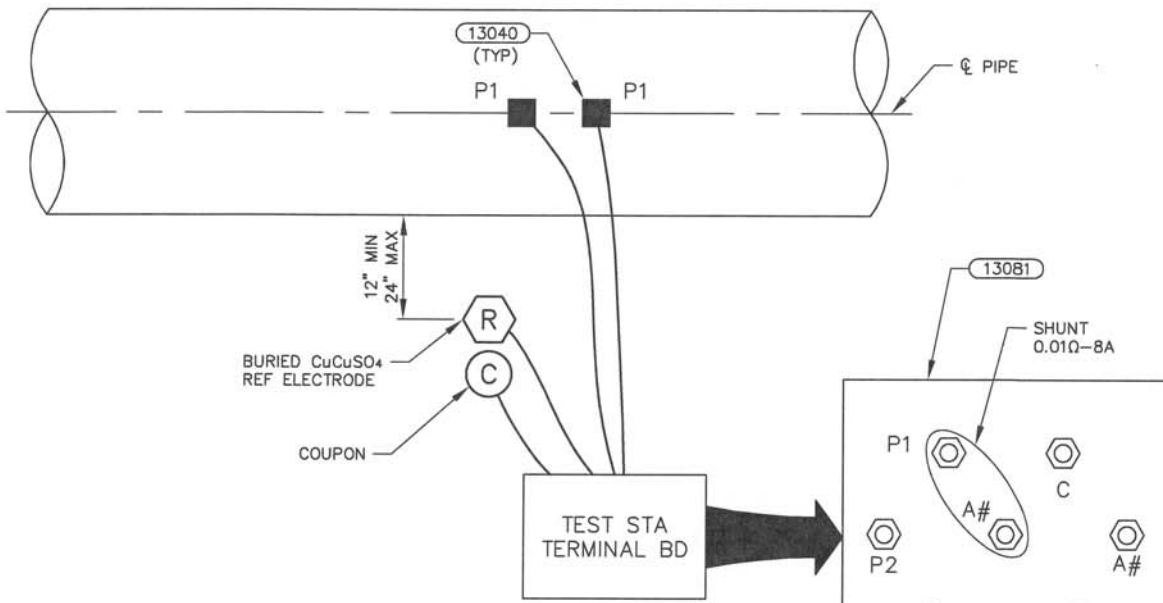 13040
(TYP)
P1
P1
℄ PIPE
12" MIN
24" MAX
R
BURIED CuCuSO4
REF ELECTRODE
C
COUPON
TEST STA
TERMINAL BD
13081
SHUNT
0.01Ω-8A
P1
C
A#
P2
A#